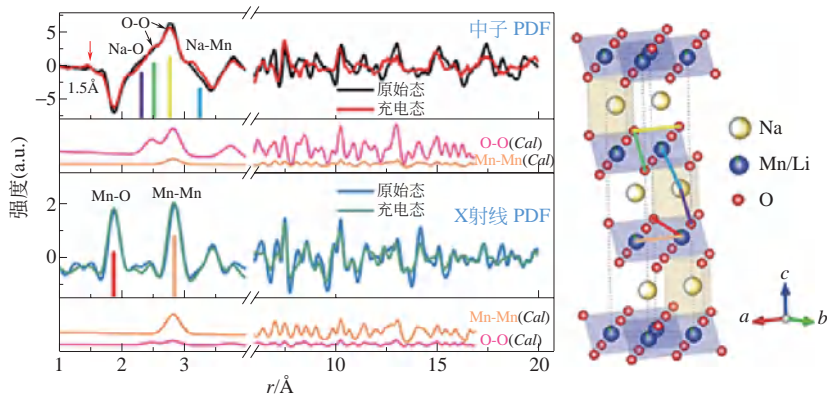 O-O
Na-O
Na-Mn
1.5Å
中子 PDF
原始态
充电态
O-O(Cal)
Mn-Mn(Cal)
Mn-O
Mn-Mn
原始态
充电态
X射线 PDF
Mn-Mn(Cal)
O-O(Cal)
强度(a.u.)
5
0
−5
2
0
1 2 3 10 15 20
r/Å
Na
Mn/Li
O
c
a
b